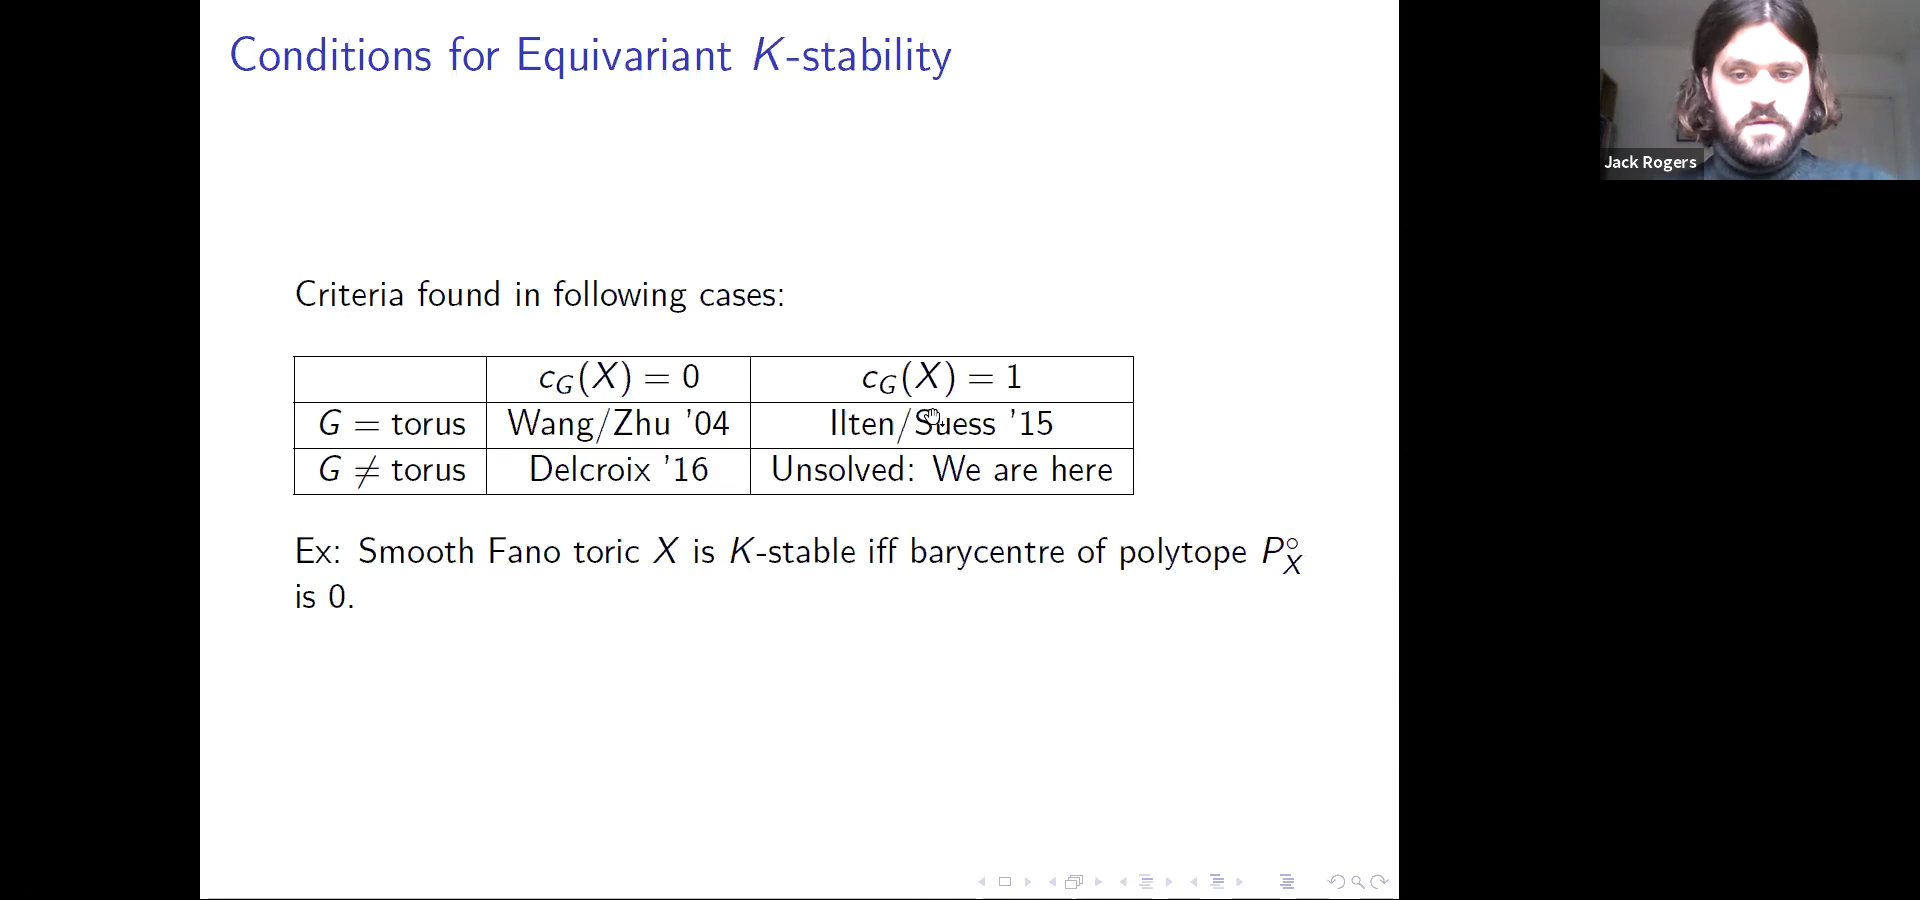 Conditions for Equivariant K-stability
Jack Rogers
Criteria found in following cases:
c_G(X) = 0 c_G(X) = 1
G = torus Wang/Zhu '04 Ilten/Suess '15
G ≠ torus Delcroix '16 Unsolved: We are here
Ex: Smooth Fano toric X is K-stable iff barycentre of polytope P°_X
is 0.